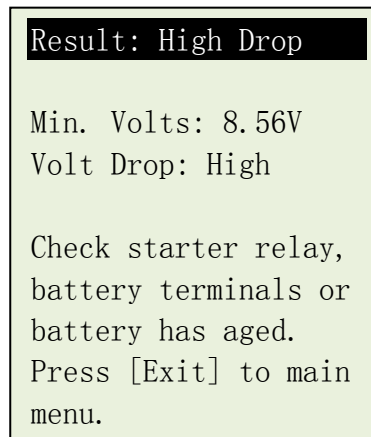 Result: High Drop
Min. Volts: 8.56V
Volt Drop: High
Check starter relay,
battery terminals or
battery has aged.
Press [Exit] to main
menu.